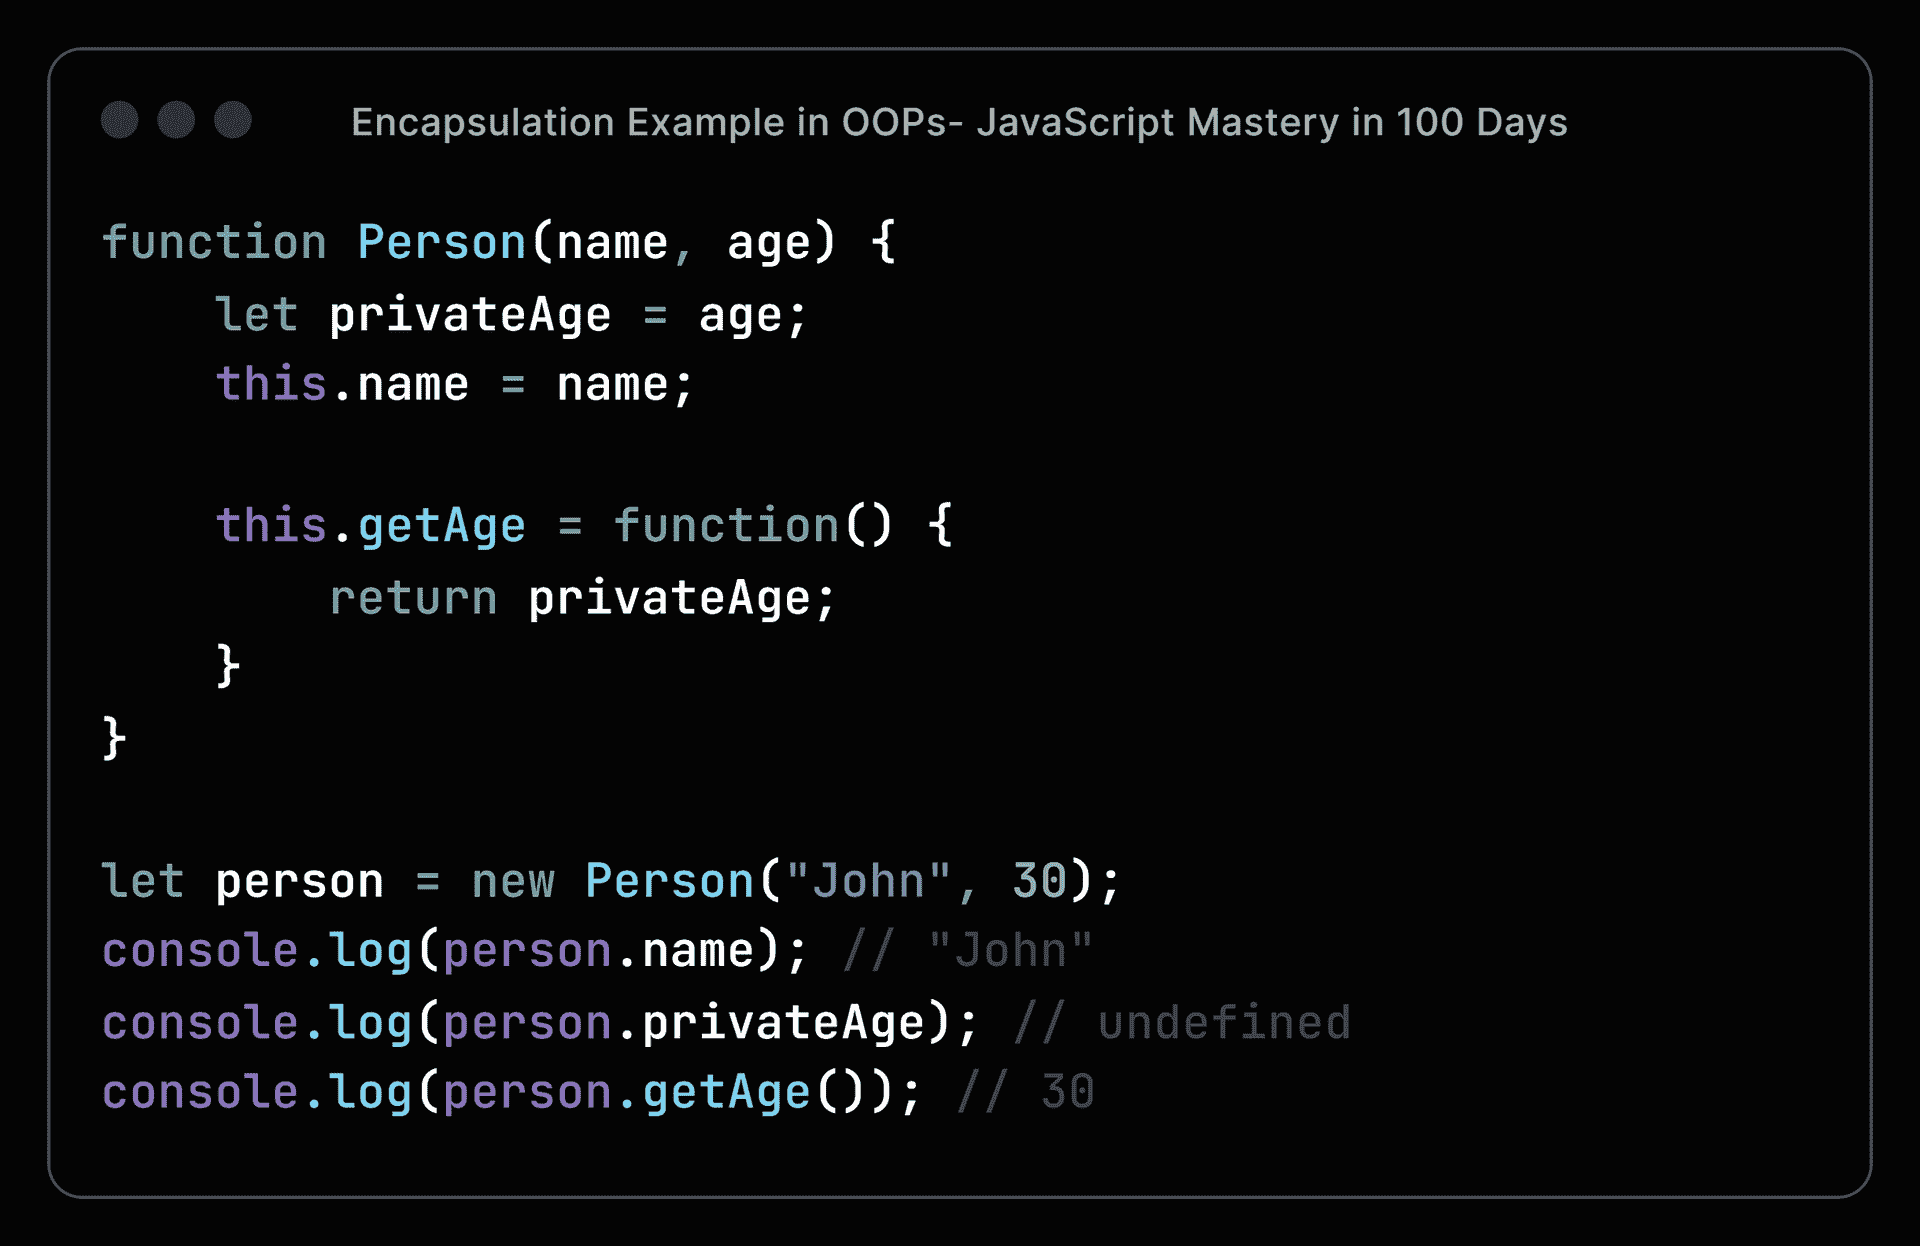 Encapsulation Example in OOPs- JavaScript Mastery in 100 Days
function Person(name, age) {
    let privateAge = age;
    this.name = name;

    this.getAge = function() {
        return privateAge;
    }
}

let person = new Person("John", 30);
console.log(person.name); // "John"
console.log(person.privateAge); // undefined
console.log(person.getAge()); // 30